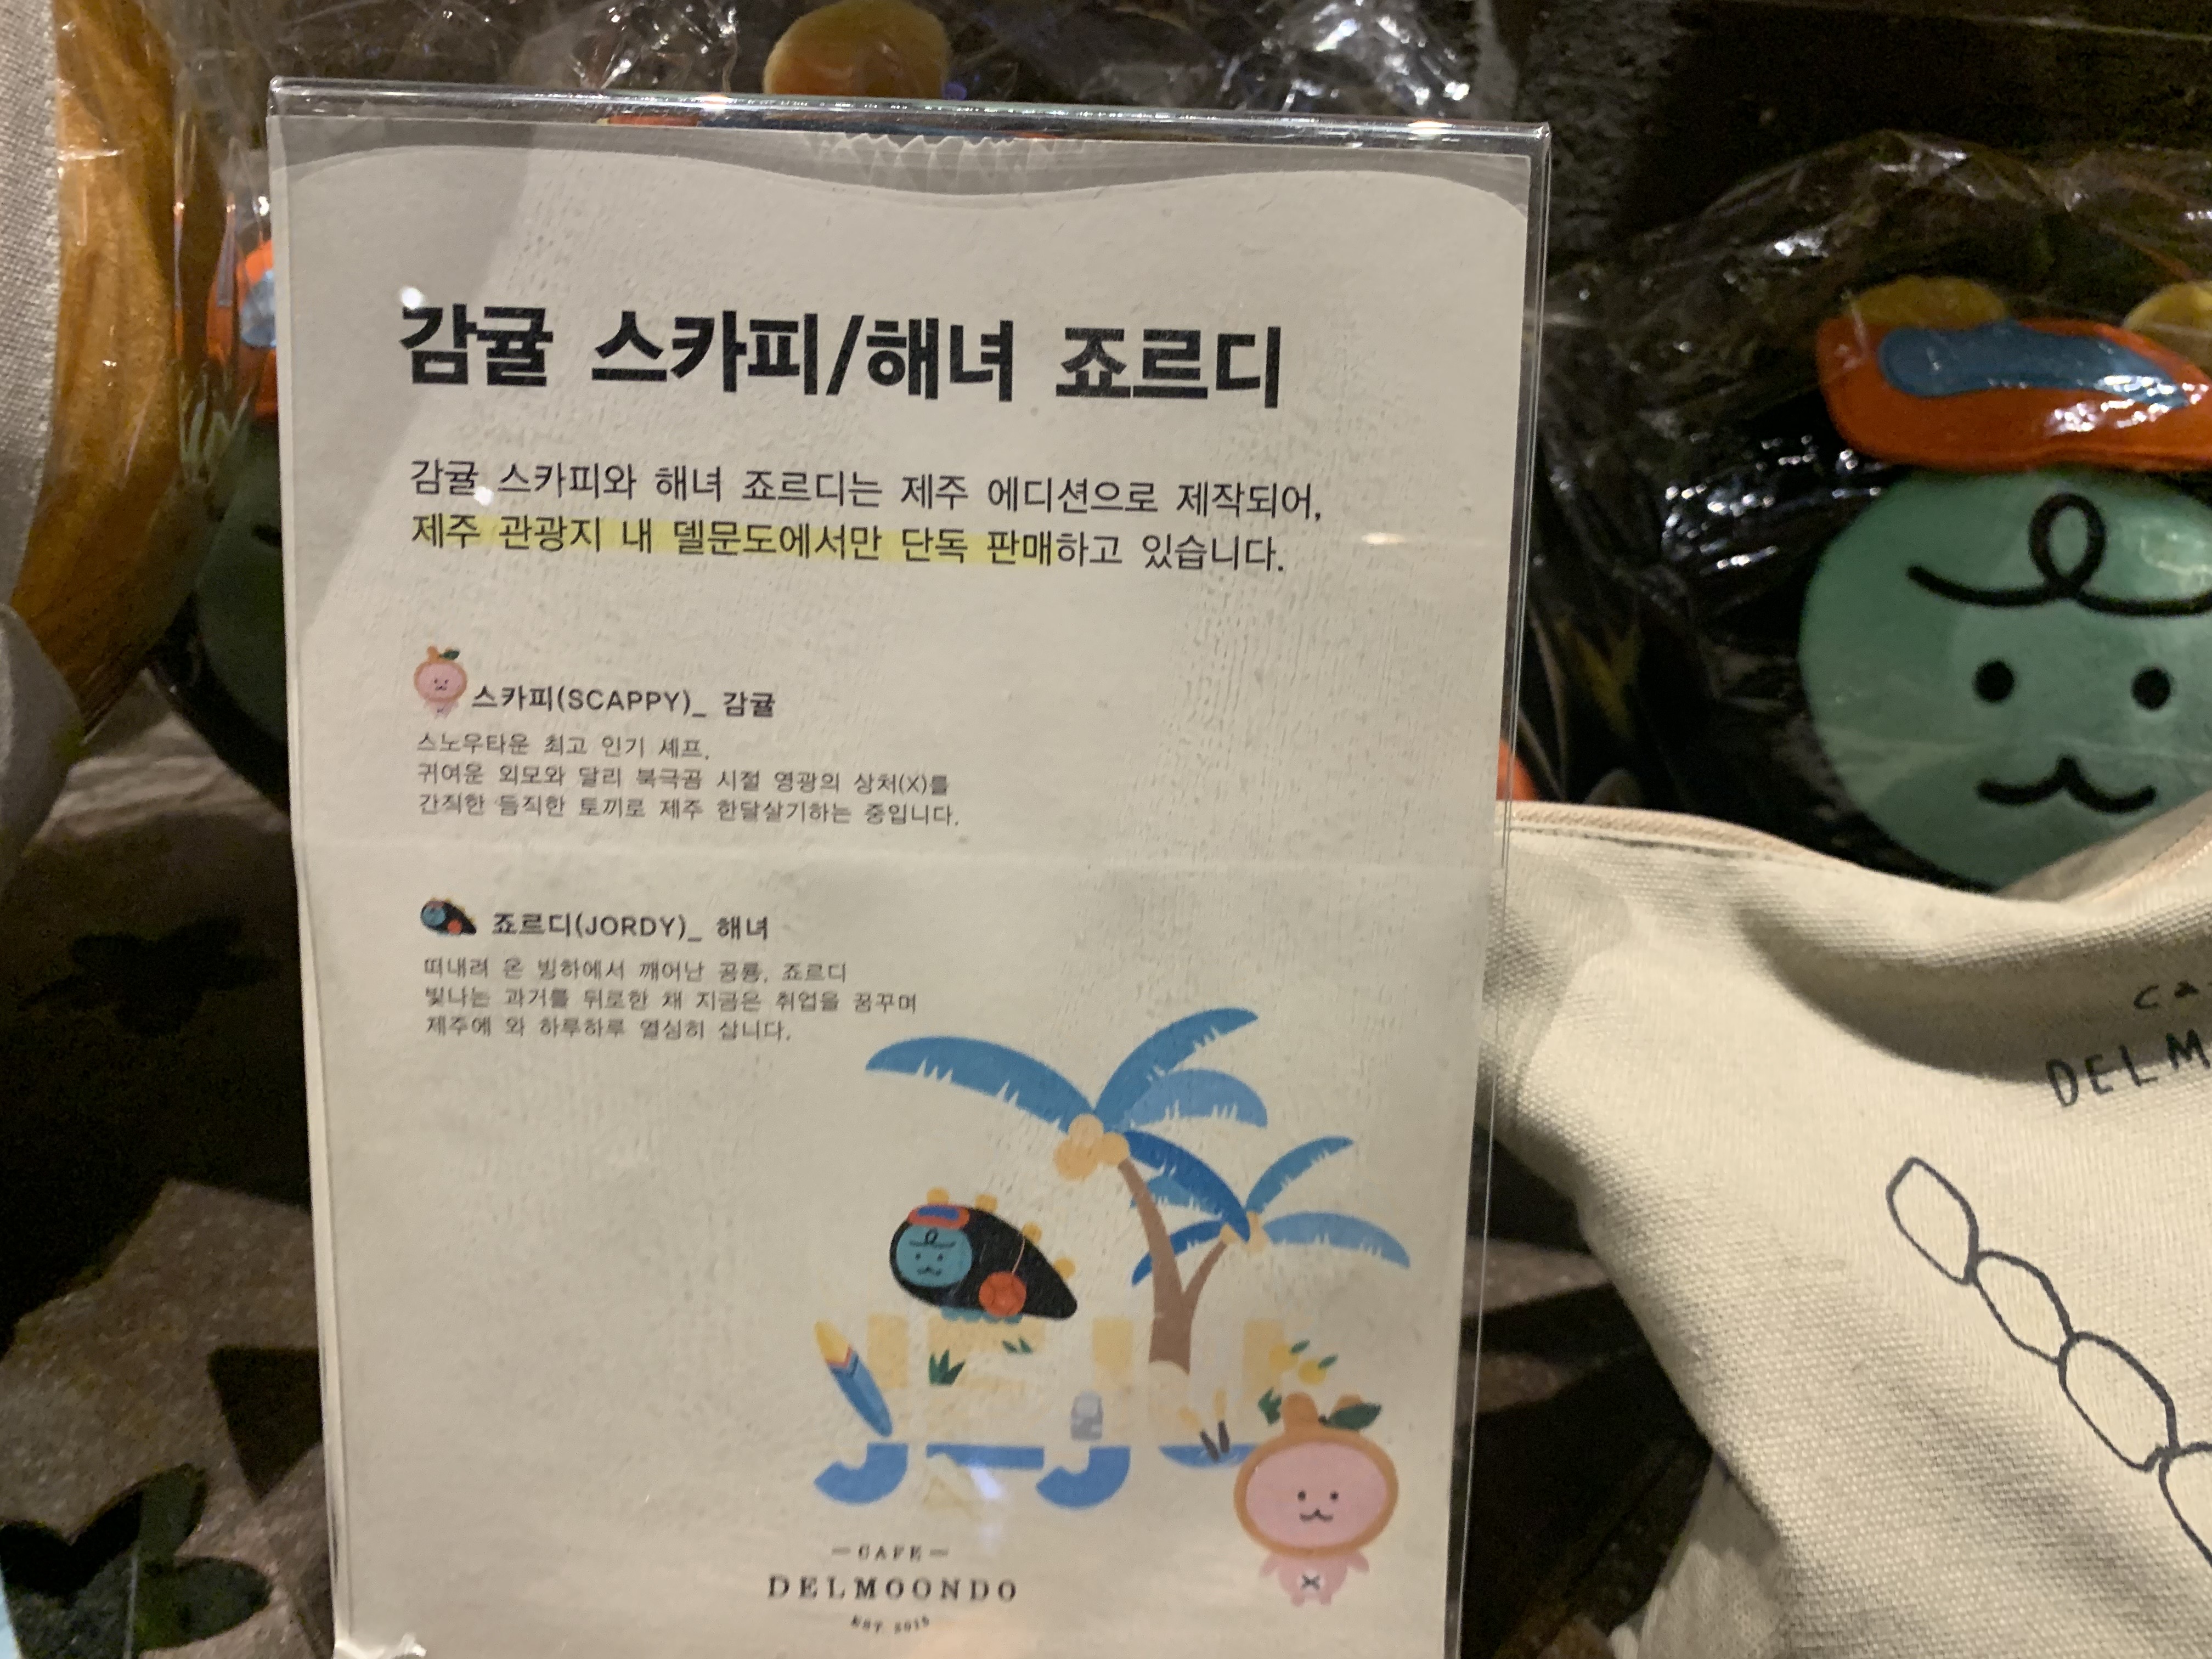 감귤 스카피/해녀 죠르디
감귤 스카피와 해녀 죠르디는 제주 에디션으로 제작되어,
제주 관광지 내 델문도에서만 단독 판매하고 있습니다.
스카피(SCAPPY)_ 감귤
스노우타운 최고 인기 셰프.
귀여운 외모와 달리 북극곰 시절 영광의 상처(X)를
간직한 듬직한 토끼로 제주 한달살기하는 중입니다.
죠르디(JORDY)_ 해녀
떠내려 온 빙하에서 깨어난 공룡, 죠르디
빛나는 과거를 뒤로한 채 지금은 취업을 꿈꾸며
제주에 와 하루하루 열심히 삽니다.
CAFE
DELMOONDO
EST 2015
ca
DELM